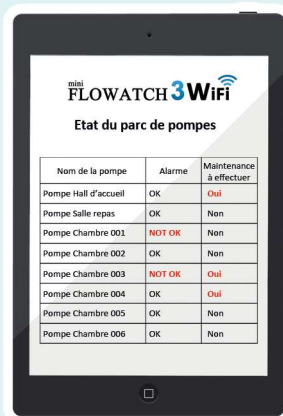 mini
FLOWATCH 3 WiFi
Etat du parc de pompes
Nom de la pompe Alarme Maintenance à effectuer
Pompe Hall d'accueil OK Oui
Pompe Salle repas OK Non
Pompe Chambre 001 NOT OK Non
Pompe Chambre 002 OK Non
Pompe Chambre 003 NOT OK Oui
Pompe Chambre 004 OK Oui
Pompe Chambre 005 OK Non
Pompe Chambre 006 OK Non